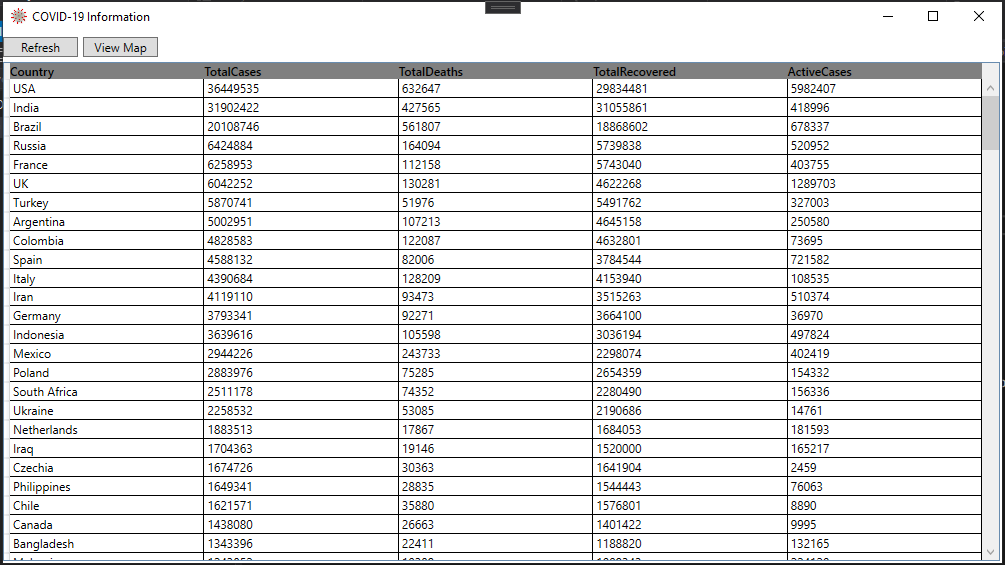 COVID-19 Information
Refresh View Map
Country TotalCases TotalDeaths TotalRecovered ActiveCases
USA 36449535 632647 29834481 5982407
India 31902422 427565 31055861 418996
Brazil 20108746 561807 18868602 678337
Russia 6424884 164094 5739838 520952
France 6258953 112158 5743040 403755
UK 6042252 130281 4622268 1289703
Turkey 5870741 51976 5491762 327003
Argentina 5002951 107213 4645158 250580
Colombia 4828583 122087 4632801 73695
Spain 4588132 82006 3784544 721582
Italy 4390684 128209 4153940 108535
Iran 4119110 93473 3515263 510374
Germany 3793341 92271 3664100 36970
Indonesia 3639616 105598 3036194 497824
Mexico 2944226 243733 2298074 402419
Poland 2883976 75285 2654359 154332
South Africa 2511178 74352 2280490 156336
Ukraine 2258532 53085 2190686 14761
Netherlands 1883513 17867 1684053 181593
Iraq 1704363 19146 1520000 165217
Czechia 1674726 30363 1641904 2459
Philippines 1649341 28835 1544443 76063
Chile 1621571 35880 1576801 8890
Canada 1438080 26663 1401422 9995
Bangladesh 1343396 22411 1188820 132165